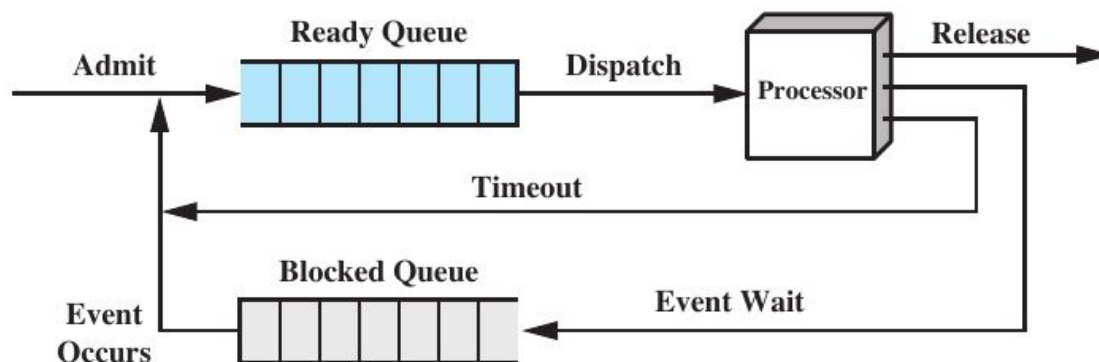 Ready Queue
Release
Admit
Dispatch
Processor
Timeout
Blocked Queue
Event Wait
Event
Occurs